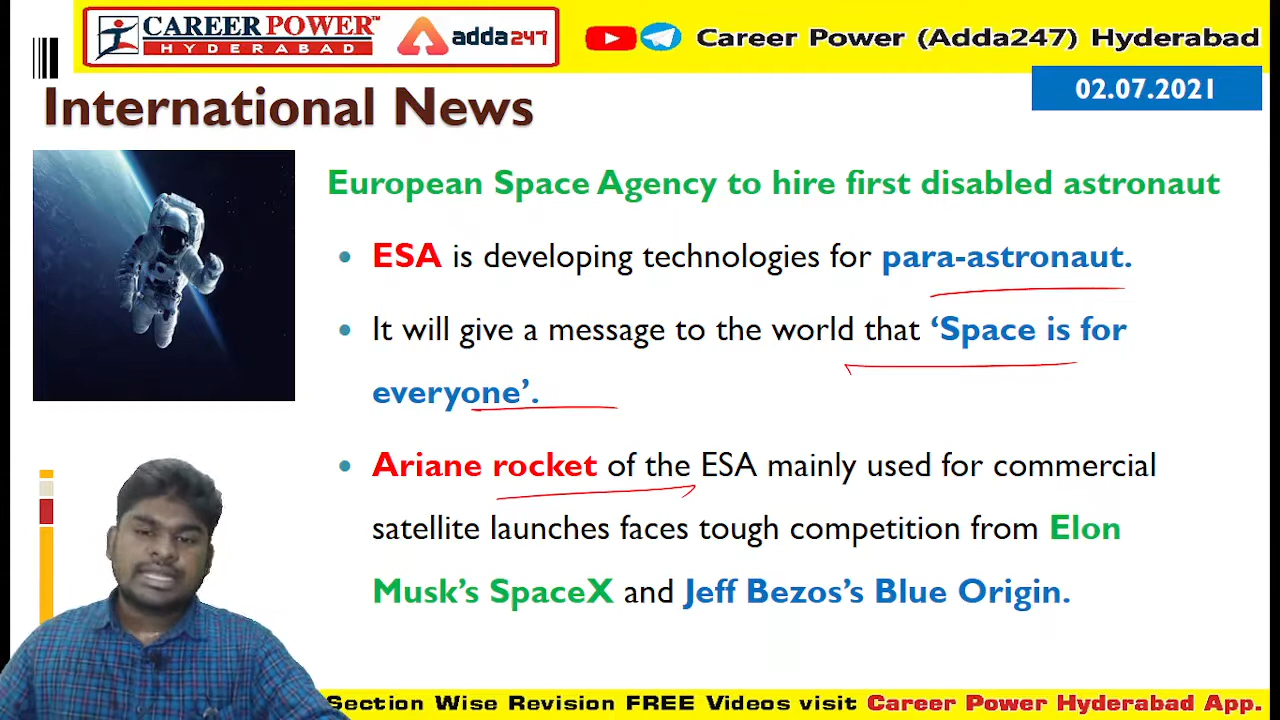 CAREER POWER™
HYDERABAD
adda247
Career Power (Adda247) Hyderabad
02.07.2021
International News
European Space Agency to hire first disabled astronaut
• ESA is developing technologies for para-astronaut.
• It will give a message to the world that ‘Space is for
everyone’.
• Ariane rocket of the ESA mainly used for commercial
satellite launches faces tough competition from Elon
Musk’s SpaceX and Jeff Bezos’s Blue Origin.
Section Wise Revision FREE Videos visit Career Power Hyderabad App.